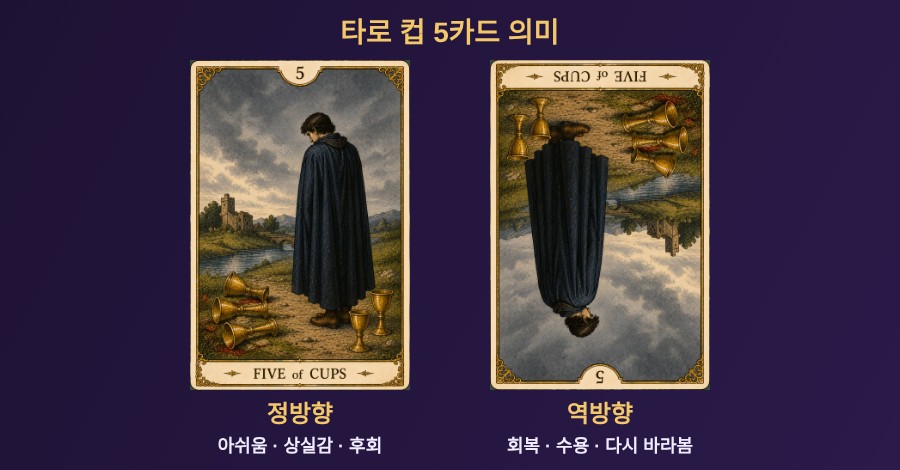 타로 컵 5카드 의미
5
FIVE of CUPS
FIVE of CUPS
5
정방향
역방향
아쉬움 · 상실감 · 후회
회복 · 수용 · 다시 바라봄